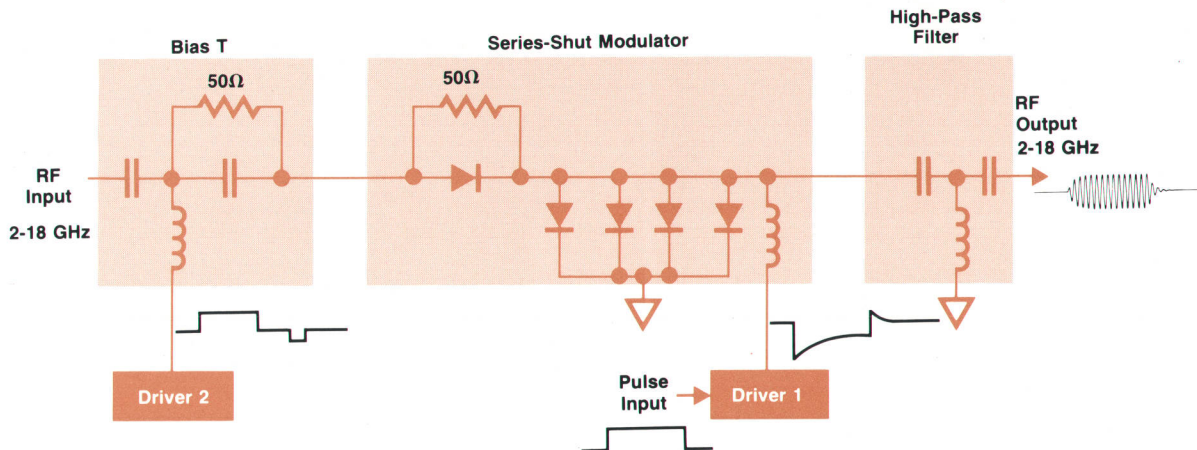 Bias T
50Ω
Series-Shut Modulator
50Ω
High-Pass
Filter
RF
Input
2-18 GHz
RF
Output
2-18 GHz
Driver 2
Pulse
Input
Driver 1